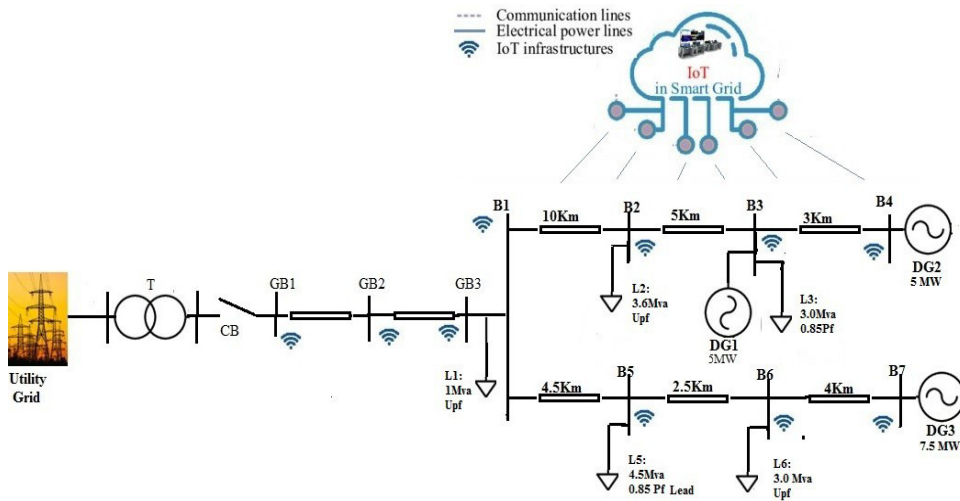 Communication lines
Electrical power lines
IoT infrastructures
IoT
in Smart Grid
B1
10Km
B2
5Km
B3
3Km
B4
DG2
5 MW
L2:
3.6Mva
Upf
DG1
5MW
L3:
3.0Mva
0.85Pf
T
CB
GB1
GB2
GB3
Utility
Grid
L1:
1Mva
Upf
4.5Km
B5
2.5Km
B6
4Km
B7
DG3
7.5 MW
L5:
4.5Mva
0.85 Pf Lead
L6:
3.0 Mva
Upf